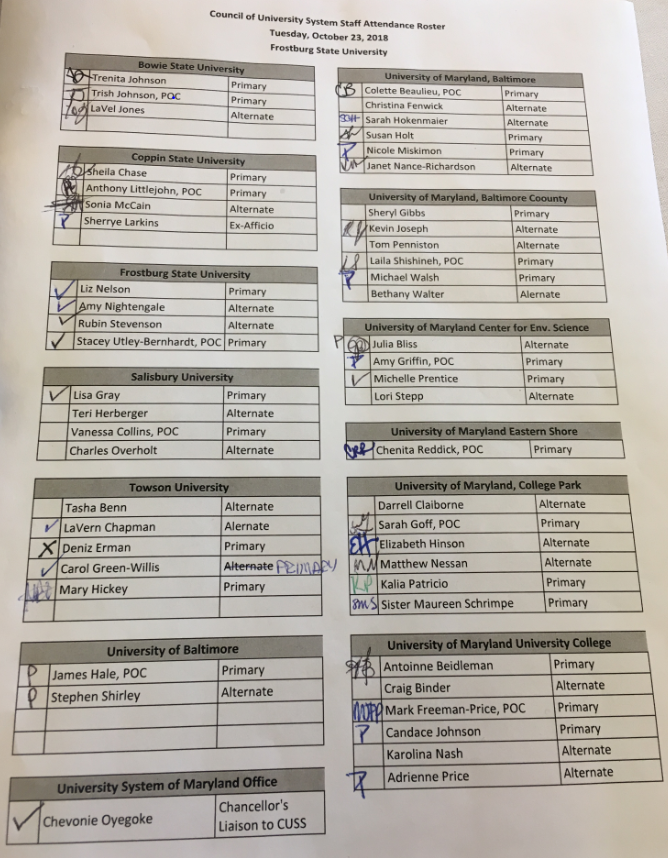 Council of University System Staff Attendance Roster
Tuesday, October 23, 2018
Frostburg State University
Bowie State University
Trenita Johnson Primary
Trish Johnson, POC Primary
LaVel Jones Alternate
Coppin State University
Sheila Chase Primary
Anthony Littlejohn, POC Primary
Sonia McCain Alternate
P Sherrye Larkins Ex-Afficio
Frostburg State University
Liz Nelson Primary
Amy Nightengale Alternate
Rubin Stevenson Alternate
Stacey Utley-Bernhardt, POC Primary
Salisbury University
Lisa Gray Primary
Teri Herberger Alternate
Vanessa Collins, POC Primary
Charles Overholt Alternate
Towson University
Tasha Benn Alternate
LaVern Chapman Alernate
X Deniz Erman Primary
Carol Green-Willis Alternate PRIMARY
Mary Hickey Primary
University of Baltimore
P James Hale, POC Primary
P Stephen Shirley Alternate
University System of Maryland Office
Chevonie Oyegoke Chancellor's
Liaison to CUSS
University of Maryland, Baltimore
CB Colette Beaulieu, POC Primary
Christina Fenwick Alternate
Sarah Hokenmaier Alternate
Susan Holt Primary
P Nicole Miskimon Primary
Janet Nance-Richardson Alternate
University of Maryland, Baltimore Coounty
Sheryl Gibbs Primary
Kevin Joseph Alternate
Tom Penniston Alternate
LS Laila Shishineh, POC Primary
P Michael Walsh Primary
Bethany Walter Alernate
University of Maryland Center for Env. Science
P Julia Bliss Alternate
P Amy Griffin, POC Primary
Michelle Prentice Primary
Lori Stepp Alternate
University of Maryland Eastern Shore
Chenita Reddick, POC Primary
University of Maryland, College Park
Darrell Claiborne Alternate
Sarah Goff, POC Primary
EH Elizabeth Hinson Alternate
MN Matthew Nessan Alternate
KP Kalia Patricio Primary
SMS Sister Maureen Schrimpe Primary
University of Maryland University College
Antoinne Beidleman Primary
Craig Binder Alternate
MFP Mark Freeman-Price, POC Primary
P Candace Johnson Primary
Karolina Nash Alternate
P Adrienne Price Alternate